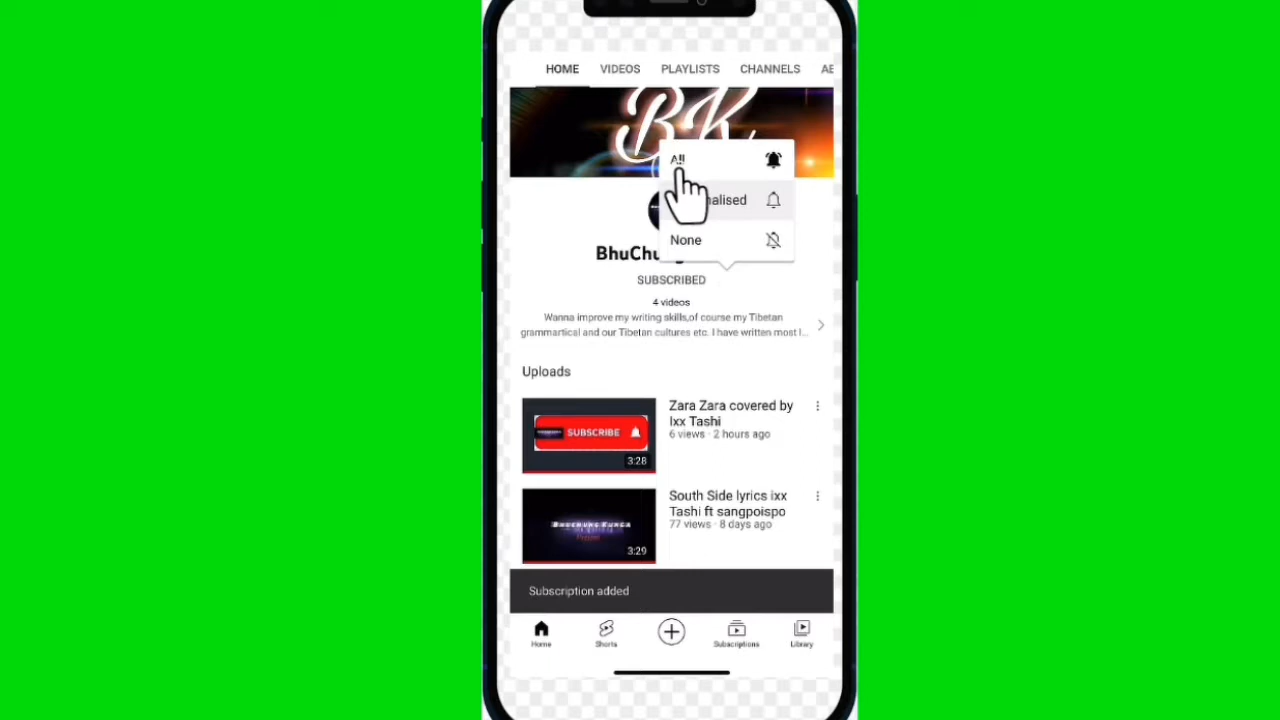 HOME VIDEOS PLAYLISTS CHANNELS
BK
All
None
SUBSCRIBED
4 videos
Wanna improve my writing skills,of course my Tibetan
grammartical and our Tibetan cultures etc. I have written most l...
Uploads
Zara Zara covered by
Ixx Tashi
6 views · 2 hours ago
SUBSCRIBE
3:28
South Side lyrics ixx
Tashi ft sangpoispo
77 views · 8 days ago
BHUCHUNG KUNGA
3:29
Subscription added
Home Shorts Subscriptions Library